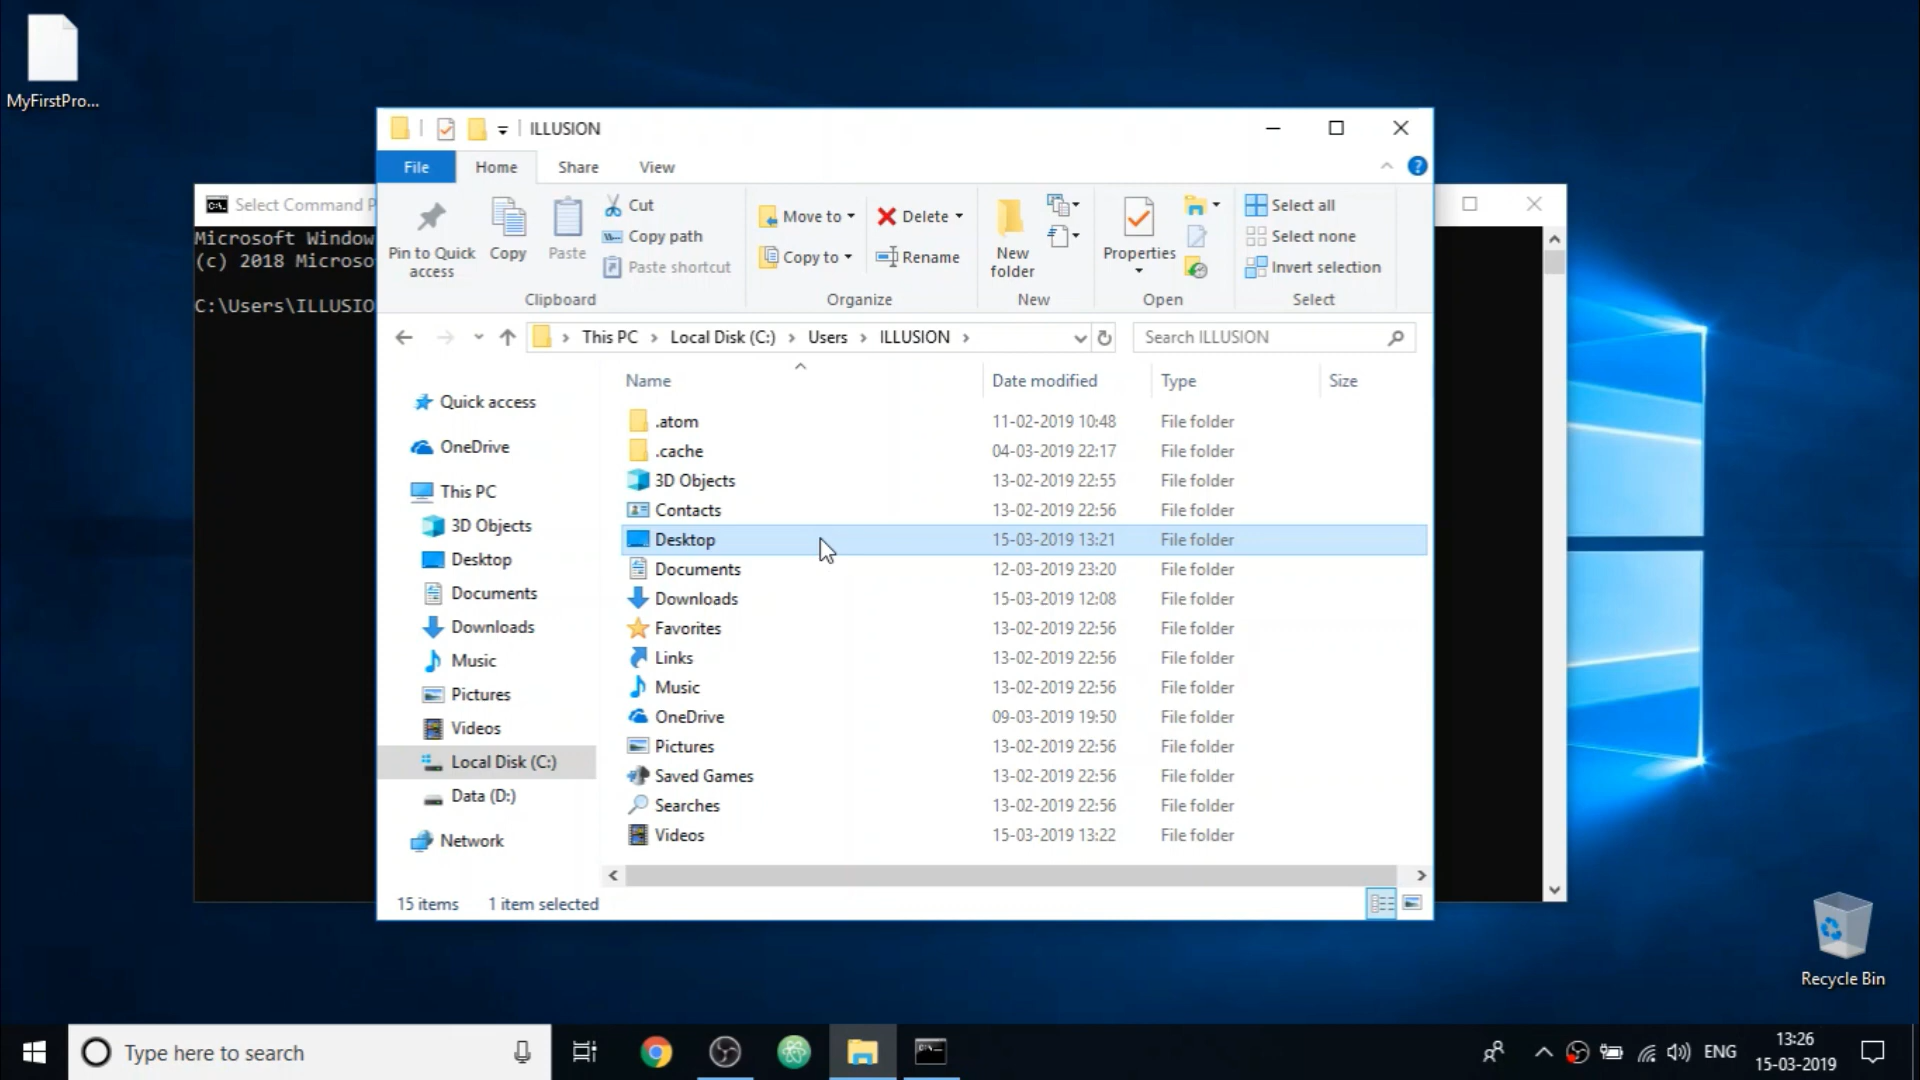 MyFirstPro...
ILLUSION
File Home Share View
Select Command P
Microsoft Window
(c) 2018 Microso
C:\Users\ILLUSIO
Pin to Quick access
Copy
Paste
Cut
Copy path
Paste shortcut
Clipboard
Move to
Copy to
Delete
Rename
Organize
New folder
New
Properties
Open
Select all
Select none
Invert selection
Select
This PC > Local Disk (C:) > Users > ILLUSION >
Search ILLUSION
Quick access
OneDrive
This PC
3D Objects
Desktop
Documents
Downloads
Music
Pictures
Videos
Local Disk (C:)
Data (D:)
Network
Name Date modified Type Size
.atom 11-02-2019 10:48 File folder
.cache 04-03-2019 22:17 File folder
3D Objects 13-02-2019 22:55 File folder
Contacts 13-02-2019 22:56 File folder
Desktop 15-03-2019 13:21 File folder
Documents 12-03-2019 23:20 File folder
Downloads 15-03-2019 12:08 File folder
Favorites 13-02-2019 22:56 File folder
Links 13-02-2019 22:56 File folder
Music 13-02-2019 22:56 File folder
OneDrive 09-03-2019 19:50 File folder
Pictures 13-02-2019 22:56 File folder
Saved Games 13-02-2019 22:56 File folder
Searches 13-02-2019 22:56 File folder
Videos 15-03-2019 13:22 File folder
15 items 1 item selected
Recycle Bin
Type here to search
ENG
13:26
15-03-2019